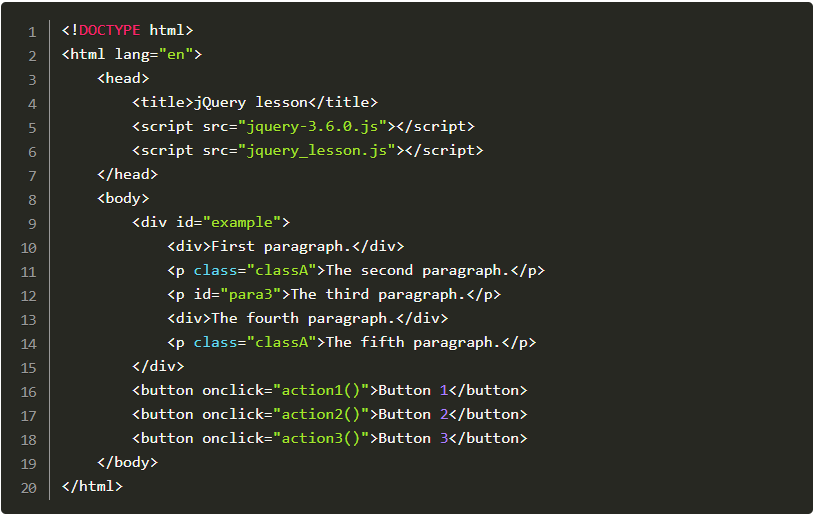 1 <!DOCTYPE html>
2 <html lang="en">
3     <head>
4         <title>jQuery lesson</title>
5         <script src="jquery-3.6.0.js"></script>
6         <script src="jquery_lesson.js"></script>
7     </head>
8     <body>
9         <div id="example">
10             <div>First paragraph.</div>
11             <p class="classA">The second paragraph.</p>
12             <p id="para3">The third paragraph.</p>
13             <div>The fourth paragraph.</div>
14             <p class="classA">The fifth paragraph.</p>
15         </div>
16         <button onclick="action1()">Button 1</button>
17         <button onclick="action2()">Button 2</button>
18         <button onclick="action3()">Button 3</button>
19     </body>
20 </html>